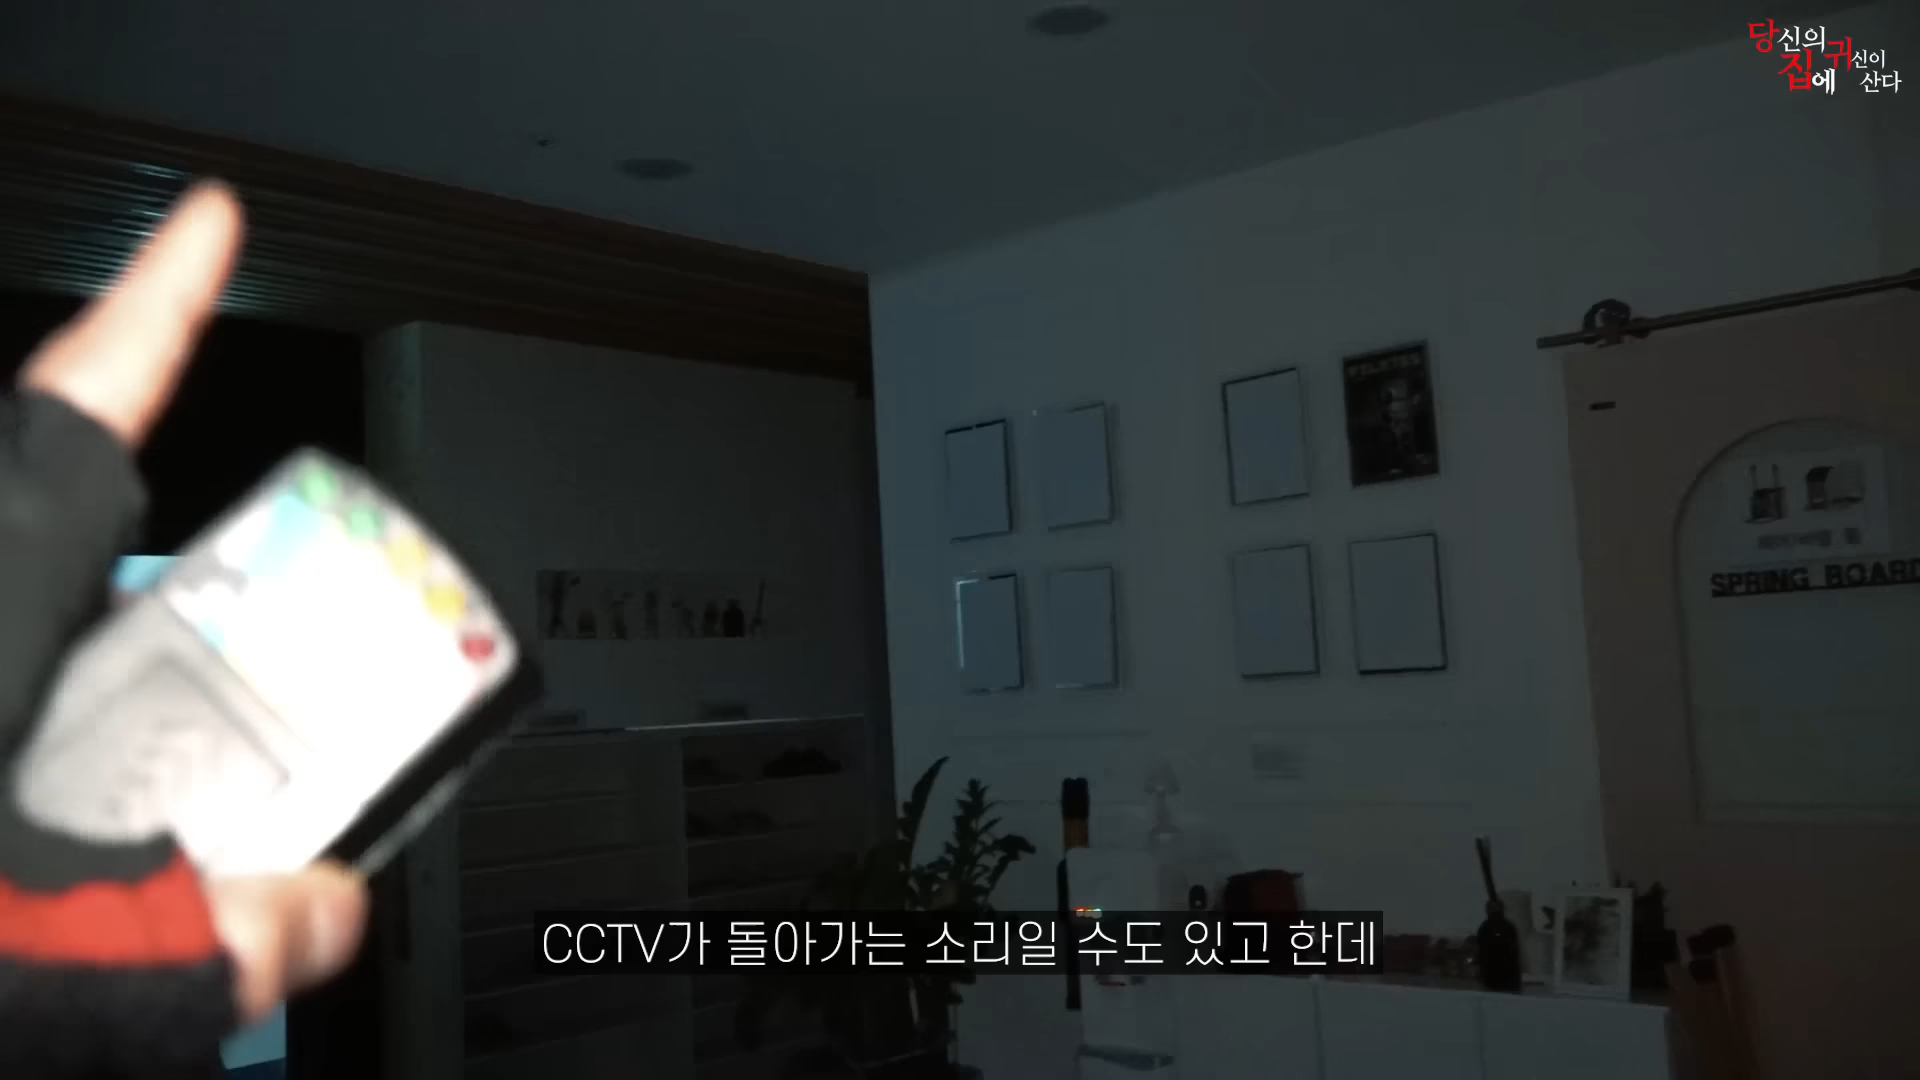 당신의 귀신이
집에 산다
PILATES
SPRING BOARD
CCTV가 돌아가는 소리일 수도 있고 한데